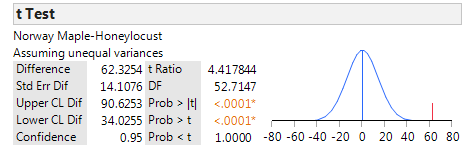 t Test
Norway Maple-Honeylocust
Assuming unequal variances
Difference 62.3254 t Ratio 4.417844
Std Err Dif 14.1076 DF 52.7147
Upper CL Dif 90.6253 Prob > |t| <.0001*
Lower CL Dif 34.0255 Prob > t <.0001*
Confidence 0.95 Prob < t 1.0000
-80 -60 -40 -20 0 20 40 60 80